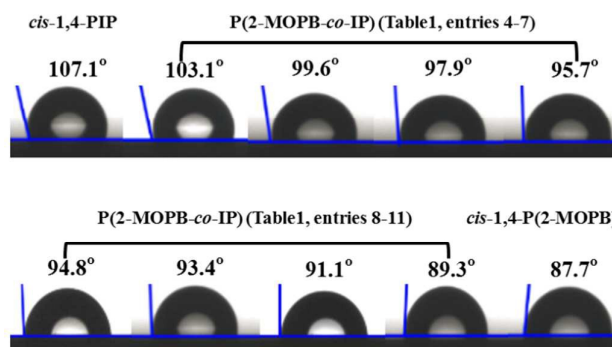 cis-1,4-PIP
P(2-MOPB-co-IP) (Table1, entries 4-7)
107.1°
103.1°
99.6°
97.9°
95.7°
P(2-MOPB-co-IP) (Table1, entries 8-11)
cis-1,4-P(2-MOPB)
94.8°
93.4°
91.1°
89.3°
87.7°